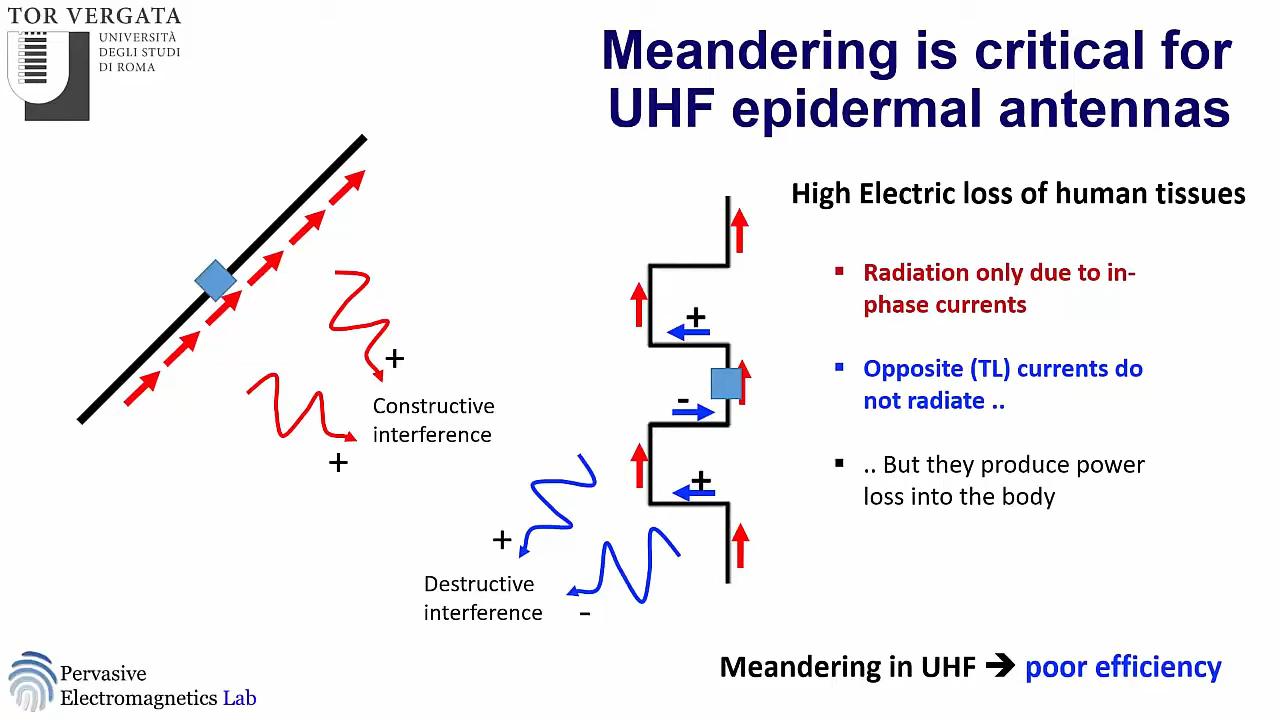 TOR VERGATA
UNIVERSITÀ
DEGLI STUDI
DI ROMA
Meandering is critical for
UHF epidermal antennas
High Electric loss of human tissues
▪ Radiation only due to in-
phase currents
▪ Opposite (TL) currents do
not radiate ..
▪ .. But they produce power
loss into the body
+
-
+
+
Constructive
interference
+
+
Destructive
interference
-
Meandering in UHF ➔ poor efficiency
Pervasive
Electromagnetics Lab